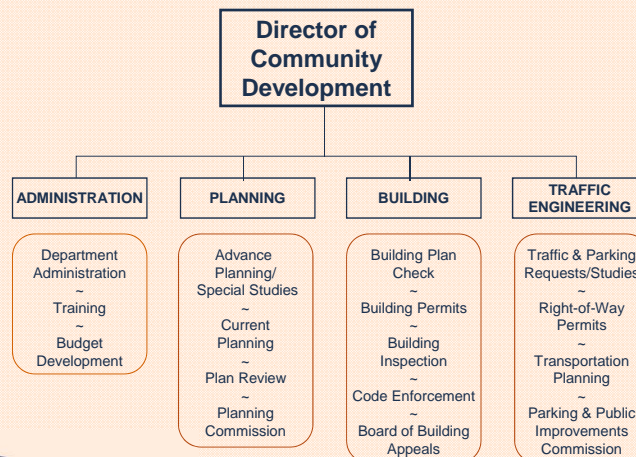 Director of
Community
Development
ADMINISTRATION
PLANNING
BUILDING
TRAFFIC
ENGINEERING
Department
Administration
~
Training
~
Budget
Development
Advance
Planning/
Special Studies
~
Current
Planning
~
Plan Review
~
Planning
Commission
Building Plan
Check
~
Building Permits
~
Building
Inspection
~
Code Enforcement
~
Board of Building
Appeals
Traffic & Parking
Requests/Studies
~
Right-of-Way
Permits
~
Transportation
Planning
~
Parking & Public
Improvements
Commission